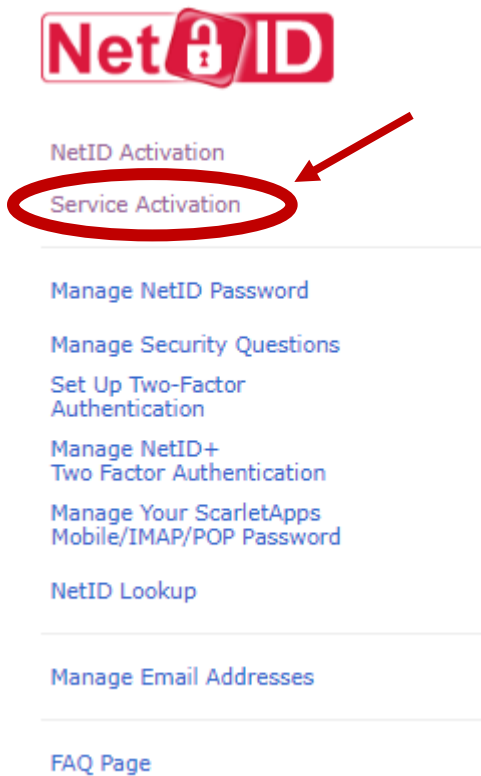 Net ID
NetID Activation
Service Activation
Manage NetID Password
Manage Security Questions
Set Up Two-Factor
Authentication
Manage NetID+
Two Factor Authentication
Manage Your ScarletApps
Mobile/IMAP/POP Password
NetID Lookup
Manage Email Addresses
FAQ Page